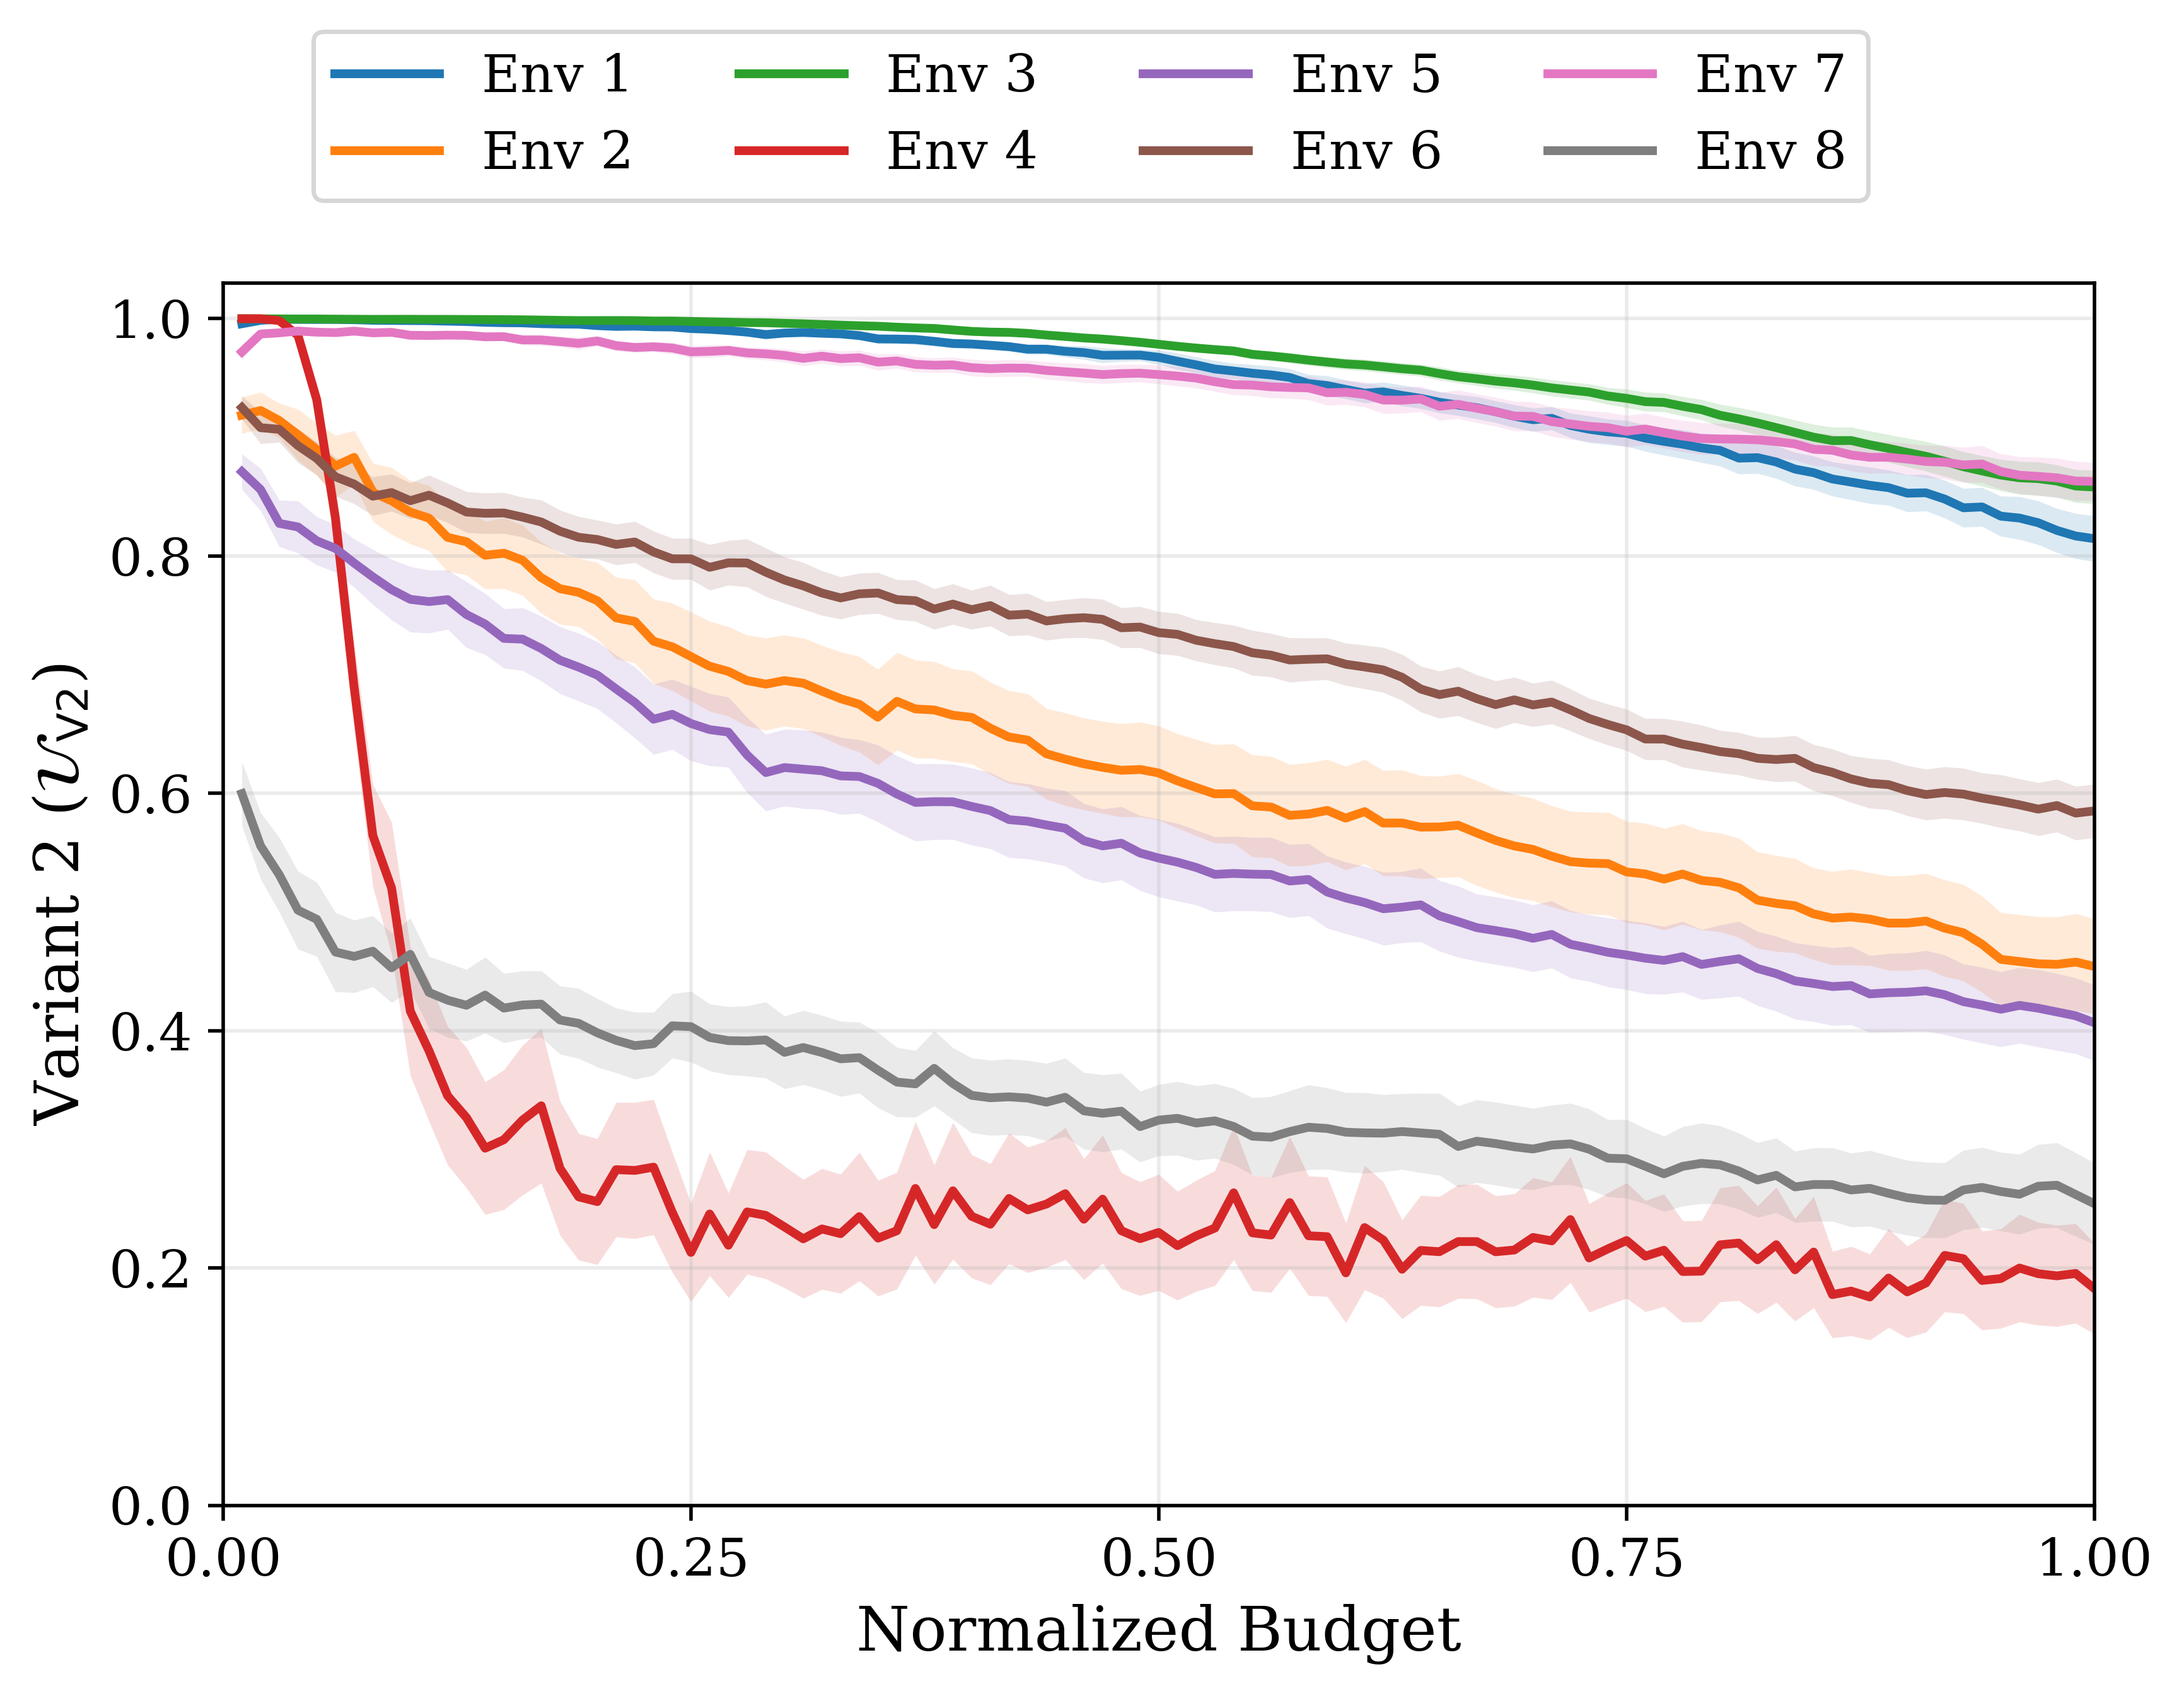 Env 1 Env 3 Env 5 Env 7
Env 2 Env 4 Env 6 Env 8
1.0
0.8
0.6
0.4
0.2
0.0
Variant 2 (𝒰V2)
0.00 0.25 0.50 0.75 1.00
Normalized Budget